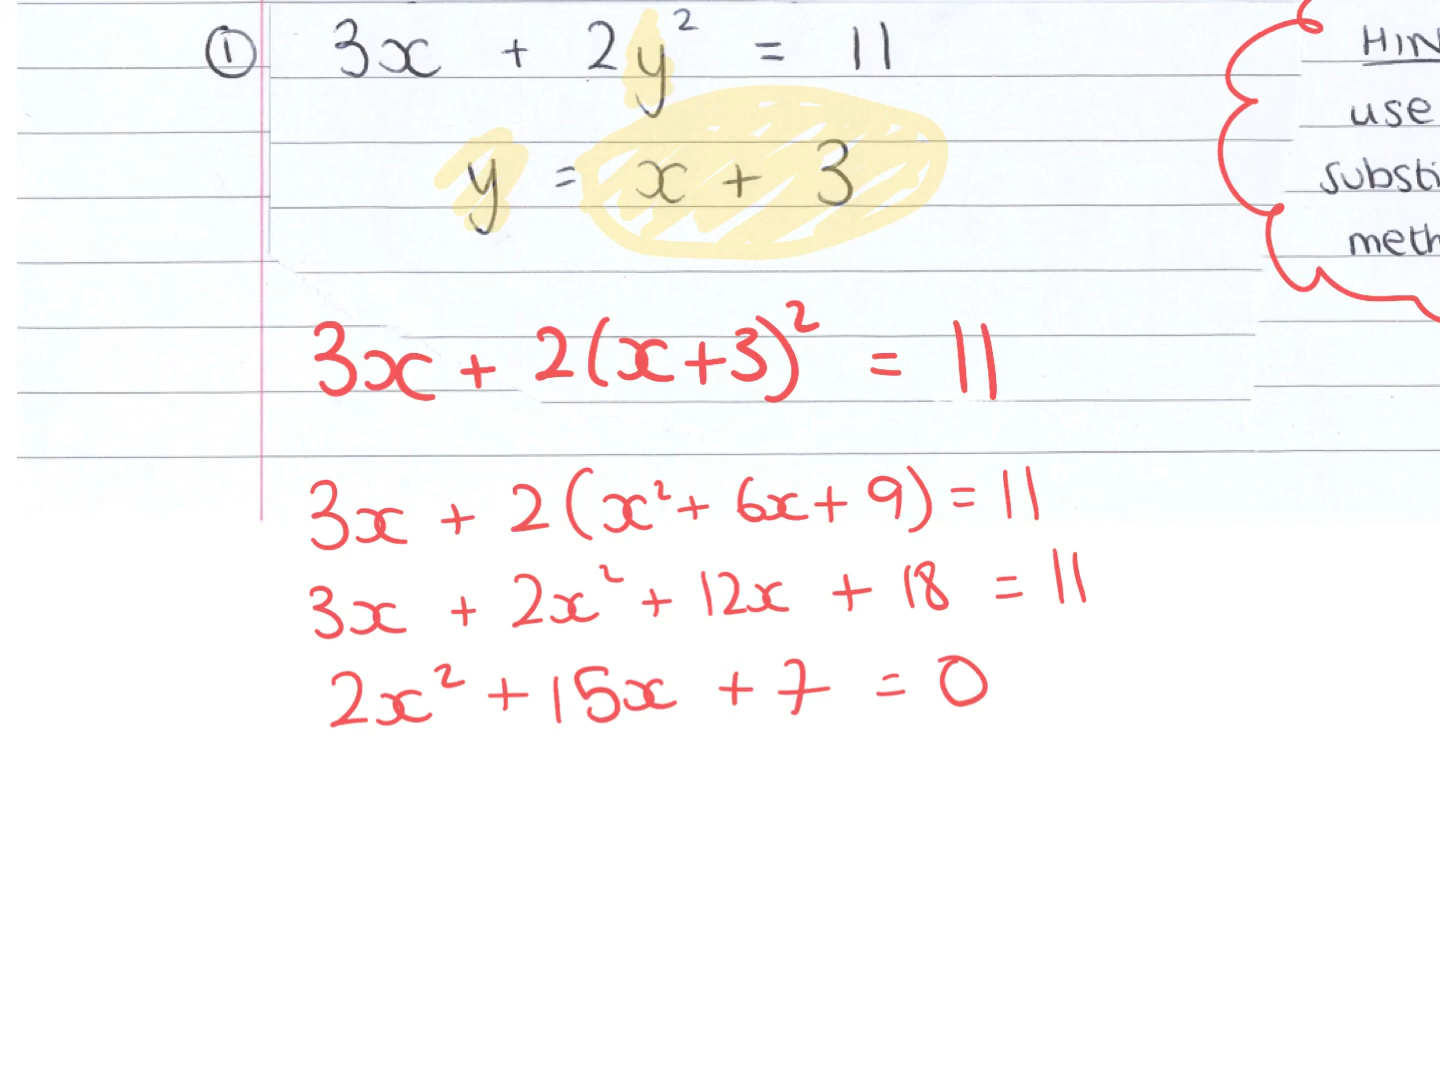 ① 3x + 2y² = 11
y = x + 3
HIN
use
substi
meth
3x + 2(x+3)² = 11
3x + 2(x² + 6x + 9) = 11
3x + 2x² + 12x + 18 = 11
2x² + 15x + 7 = 0